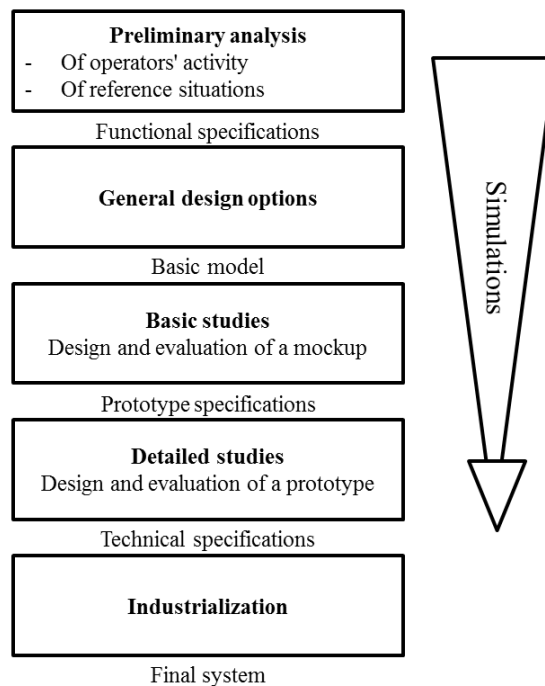 Preliminary analysis
- Of operators' activity
- Of reference situations
Functional specifications
General design options
Basic model
Basic studies
Design and evaluation of a mockup
Prototype specifications
Detailed studies
Design and evaluation of a prototype
Technical specifications
Industrialization
Final system
Simulations